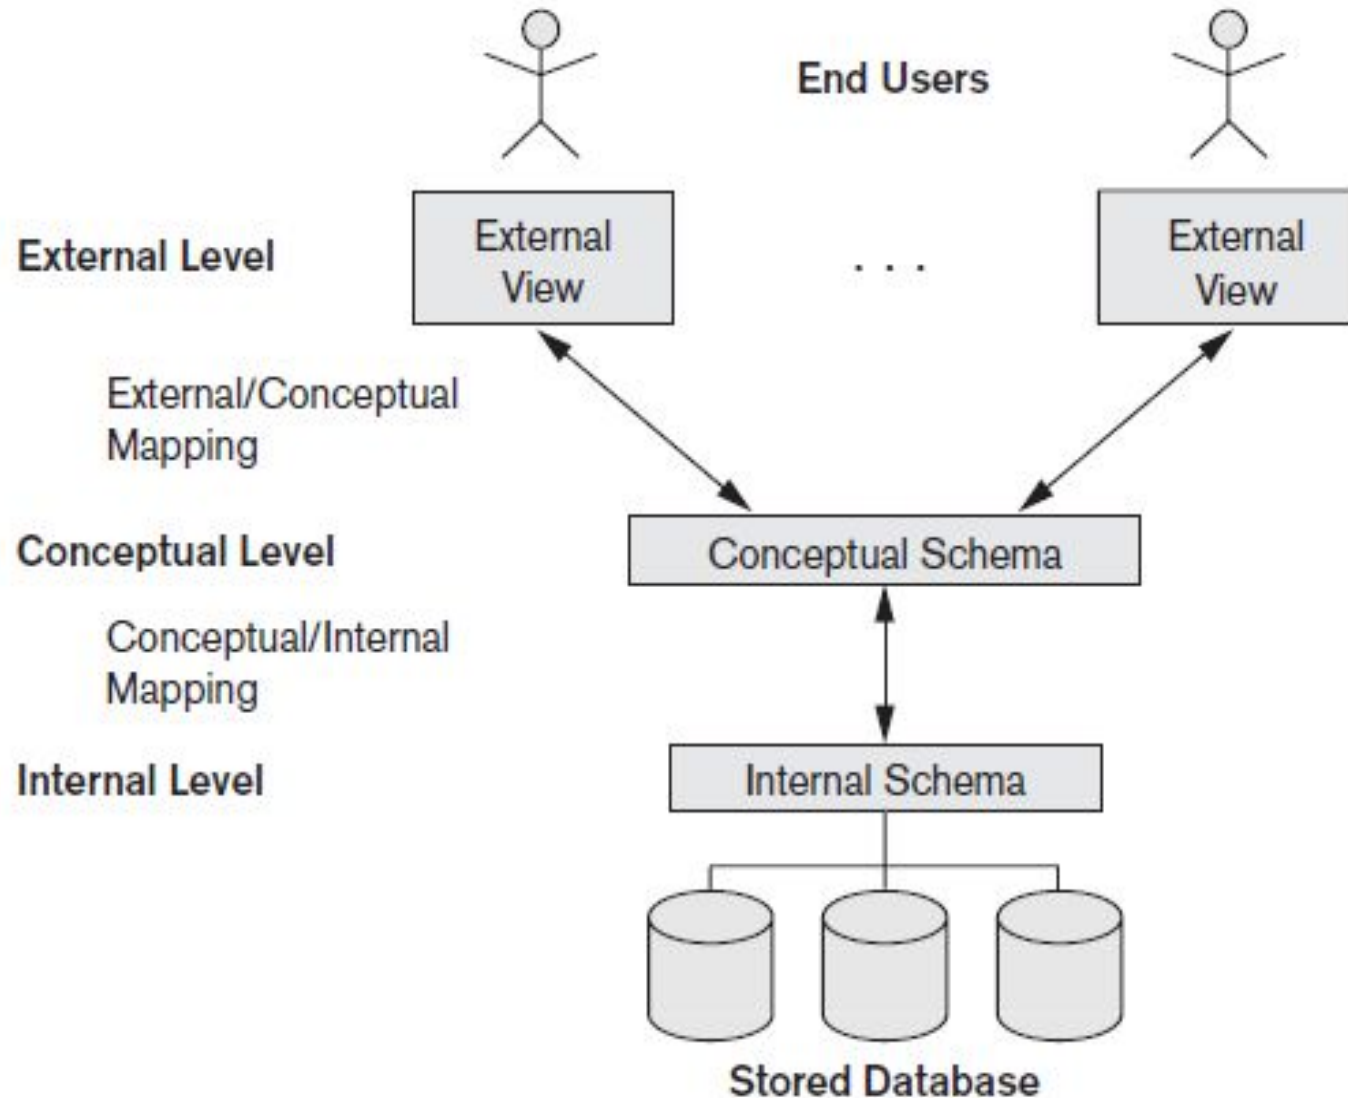 End Users
External Level
External
View
. . .
External
View
External/Conceptual
Mapping
Conceptual Level
Conceptual Schema
Conceptual/Internal
Mapping
Internal Level
Internal Schema
Stored Database